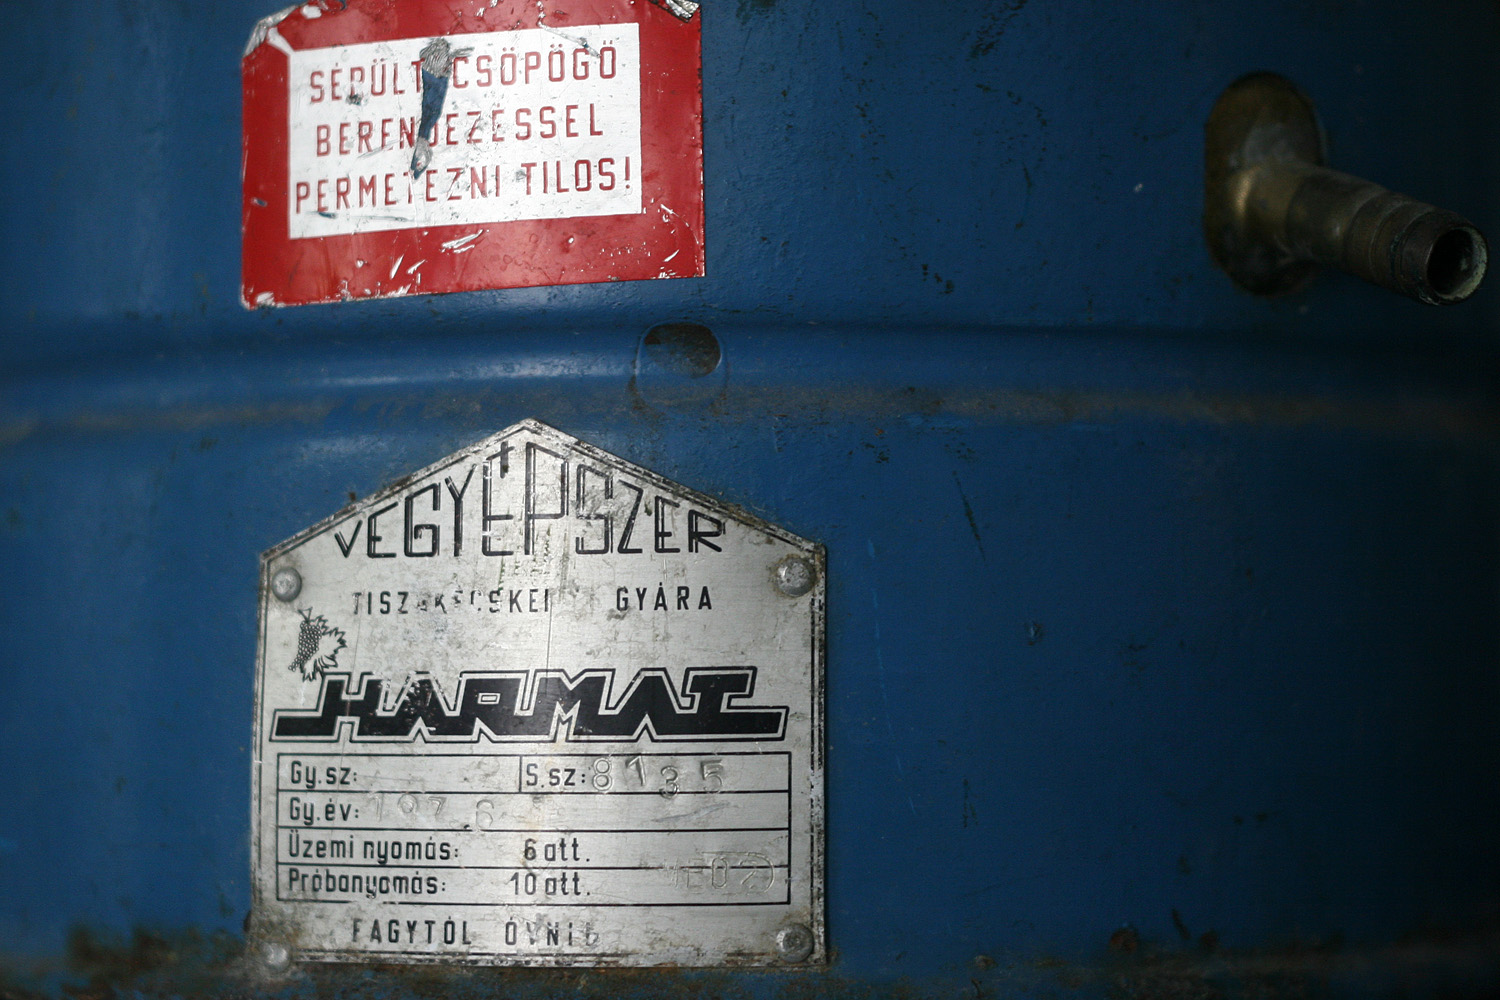 SÉRÜLT CSÖPÖGŐ
BERENDEZÉSSEL
PERMETEZNI TILOS!
VEGYÉPSZER
TISZAKÉCSKEI GYÁRA
HARMAT
Gy.sz: S.sz: 8135
Gy.év: 1976
Üzemi nyomás: 6 att.
Próbanyomás: 10 att.
FAGYTÓL ÓVNI